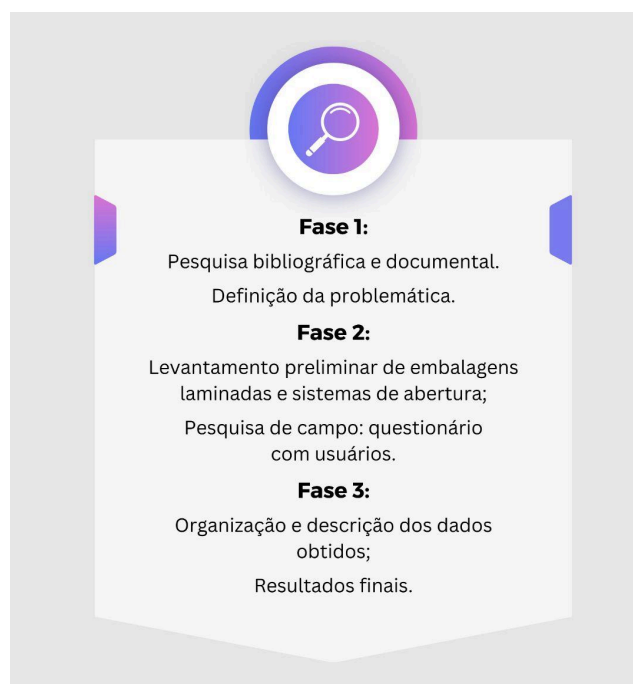 Fase 1:
Pesquisa bibliográfica e documental.
Definição da problemática.
Fase 2:
Levantamento preliminar de embalagens
laminadas e sistemas de abertura;
Pesquisa de campo: questionário
com usuários.
Fase 3:
Organização e descrição dos dados
obtidos;
Resultados finais.